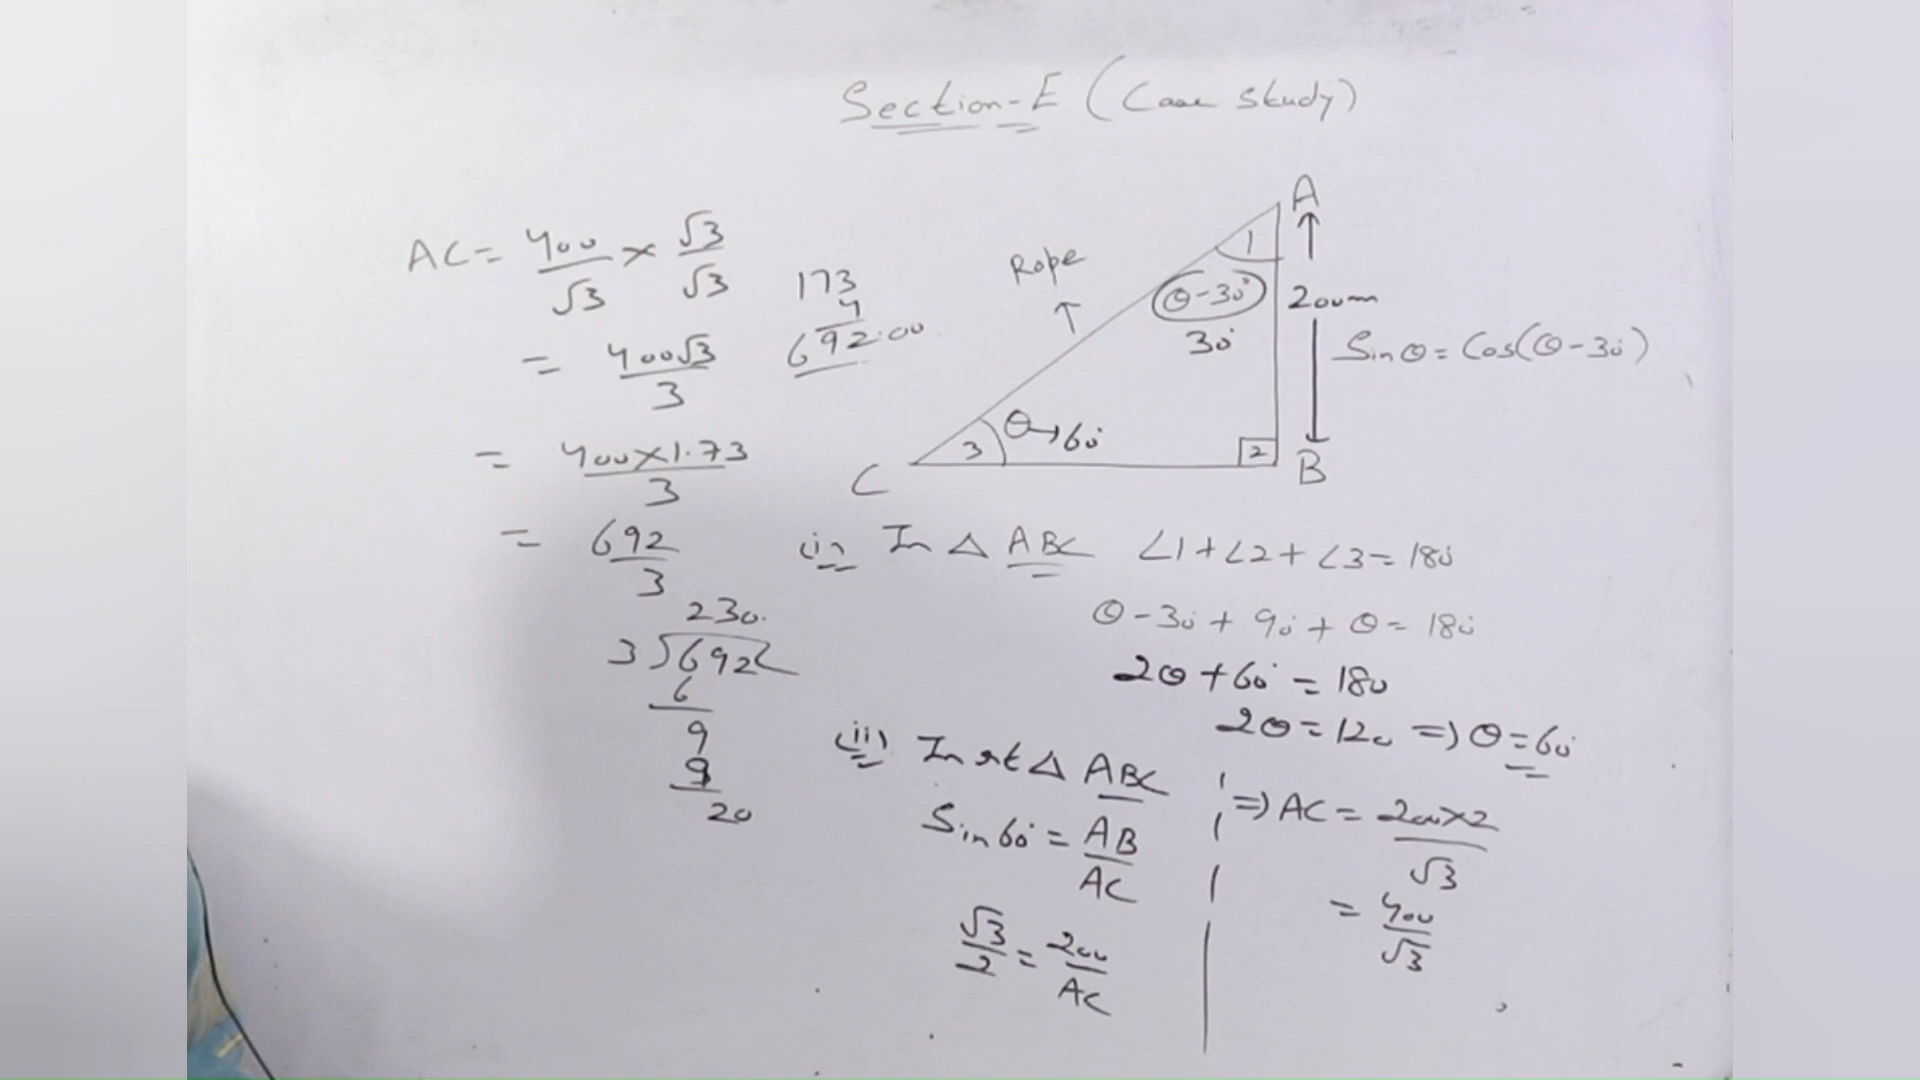 Section-E (Case study)
AC = 400/√3 × √3/√3
= 400√3/3
173
4
692.00
= 400×1.73/3
= 692/3
230.
3)692(
6
9
9
20
A
1
Rope
↑
θ-30°
30°
200m
Sinθ = Cos(θ-30°)
θ→60°
3
2
C
B
(i) In △ ABC ∠1+∠2+∠3=180°
θ-30+90+θ=180°
2θ+60°=180
2θ=120 => θ=60°
(ii) In rt △ ABC
Sin60° = AB/AC
√3/2 = 200/AC
=> AC = 200×2/√3
= 400/√3